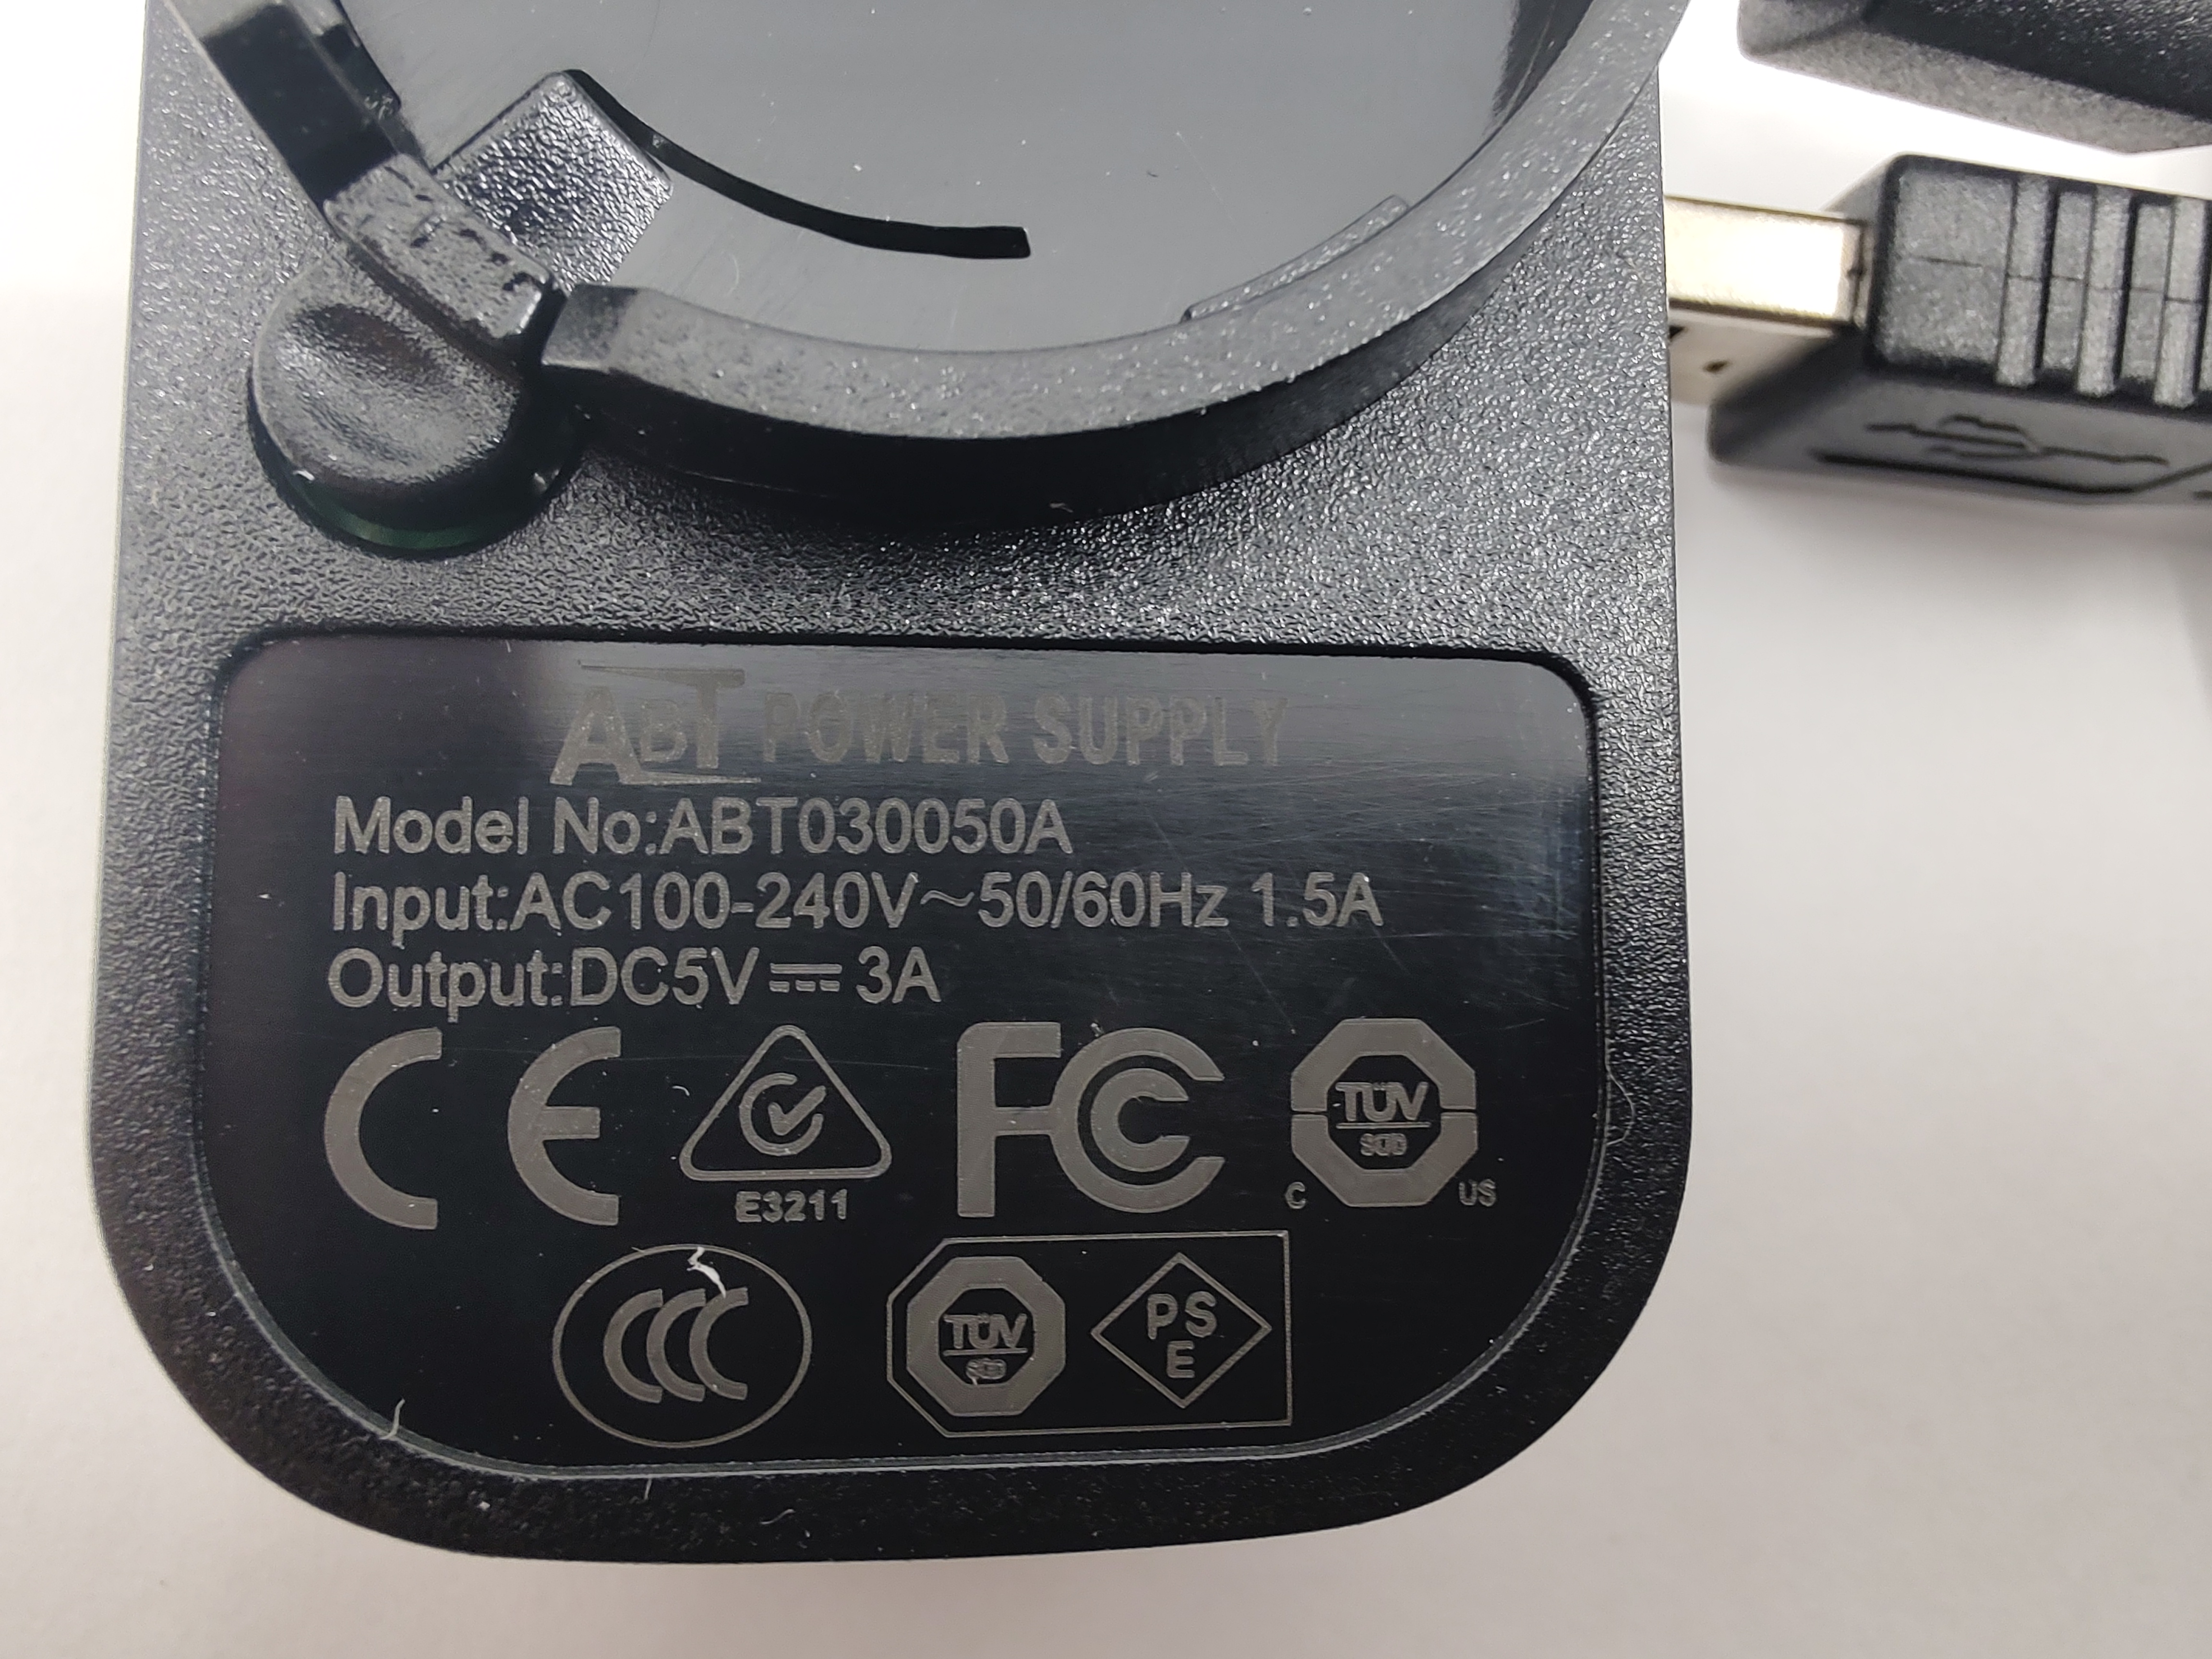 ABT POWER SUPPLY
Model No:ABT030050A
Input:AC100-240V~50/60Hz 1.5A
Output:DC5V⎓3A
CE FC TÜV
SÜD
E3211 C US
CCC TÜV PS
SÜD E